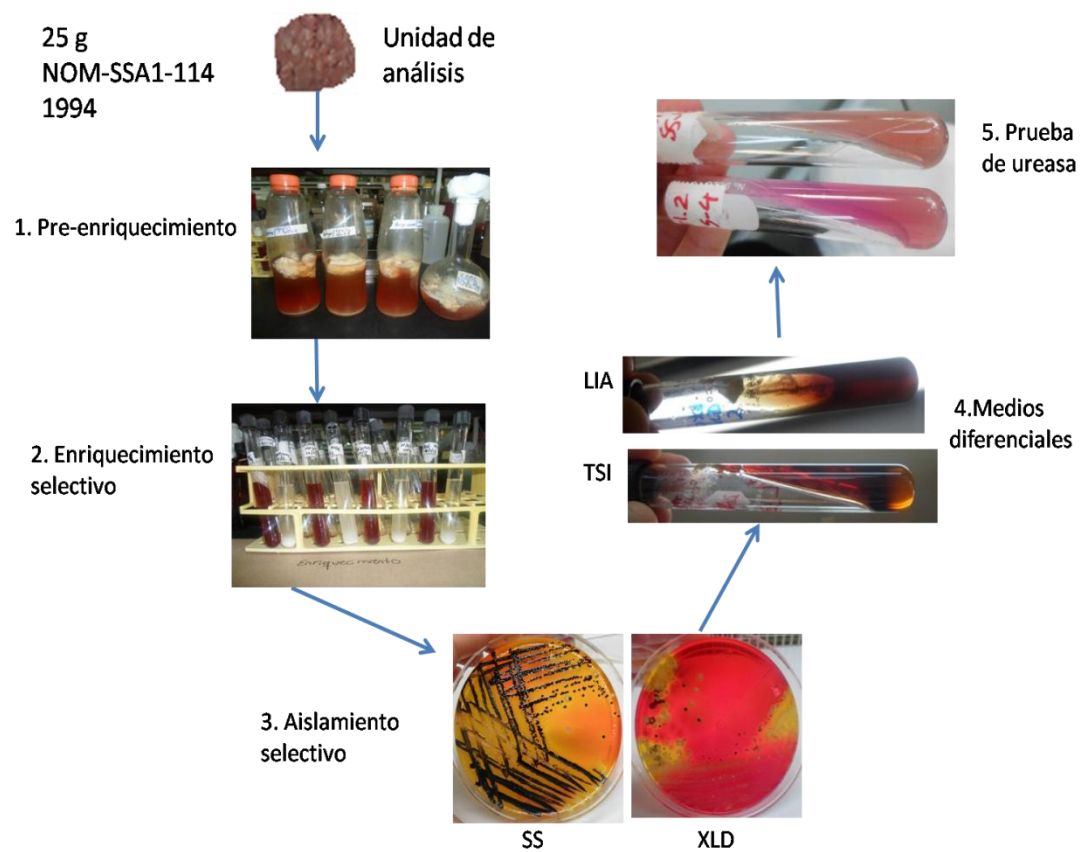 25 g
NOM-SSA1-114
1994
Unidad de
análisis
1. Pre-enriquecimiento
2. Enriquecimiento
selectivo
Enriquecimiento
3. Aislamiento
selectivo
SS
XLD
LIA
TSI
4.Medios
diferenciales
5. Prueba
de ureasa